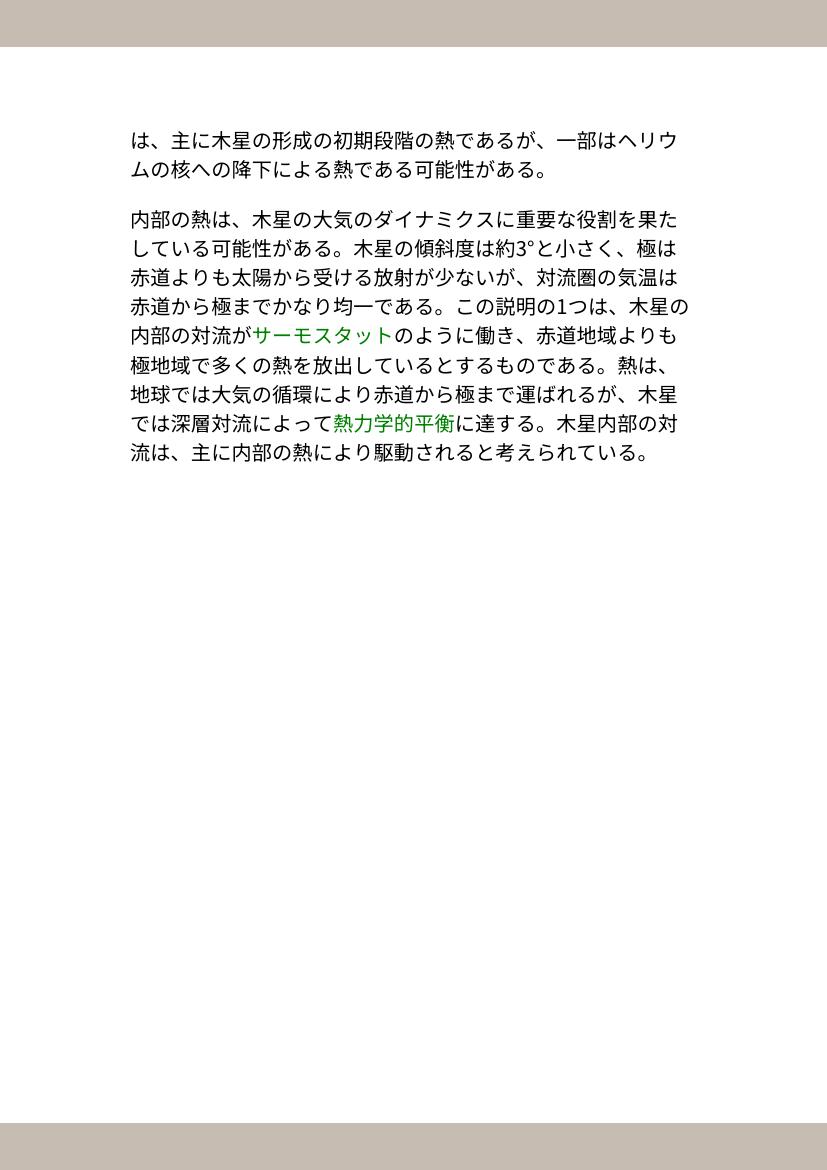 は、主に木星の形成の初期段階の熱であるが、一部はヘリウ
ムの核への降下による熱である可能性がある。
内部の熱は、木星の大気のダイナミクスに重要な役割を果た
している可能性がある。木星の傾斜度は約3°と小さく、極は
赤道よりも太陽から受ける放射が少ないが、対流圏の気温は
赤道から極までかなり均一である。この説明の1つは、木星の
内部の対流がサーモスタットのように働き、赤道地域よりも
極地域で多くの熱を放出しているとするものである。熱は、
地球では大気の循環により赤道から極まで運ばれるが、木星
では深層対流によって熱力学的平衡に達する。木星内部の対
流は、主に内部の熱により駆動されると考えられている。